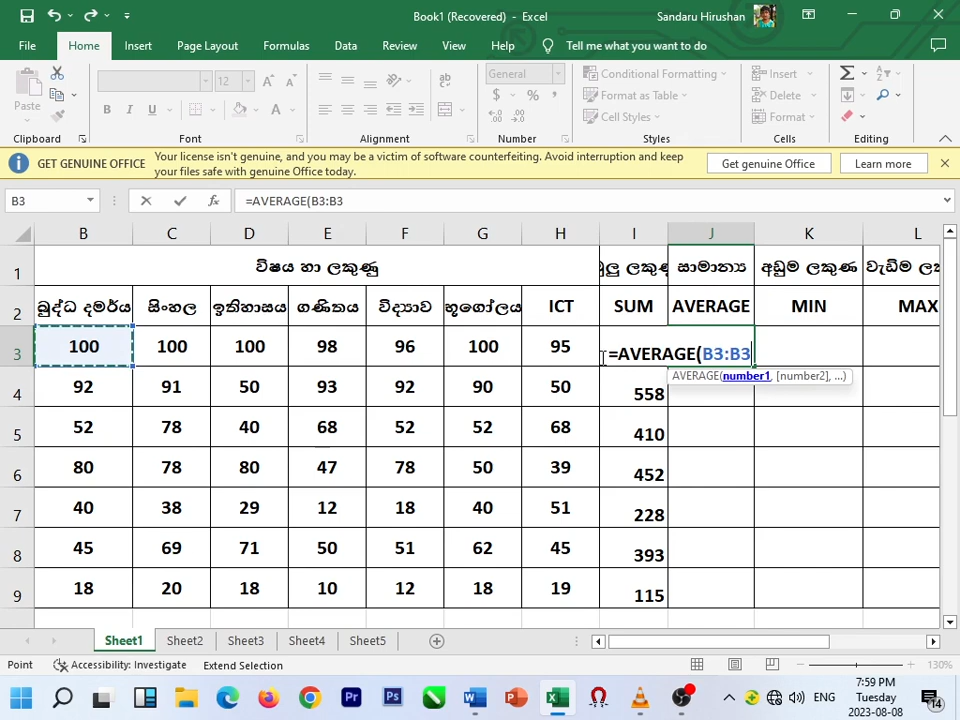 Book1 (Recovered) - Excel
Sandaru Hirushan
File Home Insert Page Layout Formulas Data Review View Help Tell me what you want to do
12 General Conditional Formatting Insert
Paste Format as Table Delete
B I U A $ % , Cell Styles Format
Clipboard Font Alignment Number Styles Cells Editing
GET GENUINE OFFICE Your license isn't genuine, and you may be a victim of software counterfeiting. Avoid interruption and keep
your files safe with genuine Office today. Get genuine Office Learn more
B3 fx =AVERAGE(B3:B3
B C D E F G H I J K L
1 විෂය හා ලකුණු සාමාන්‍ය අඩුම ලකුණ
2 බුද්ධ දමර්ය සිංහල ඉතිහාසය ගණිතය විද්‍යාව භූගෝලය ICT SUM AVERAGE MIN MAX
3 100 100 100 98 96 100 95 =AVERAGE(B3:B3
AVERAGE(number1, [number2], ...)
4 92 91 50 93 92 90 50 558
5 52 78 40 68 52 52 68 410
6 80 78 80 47 78 50 39 452
7 40 38 29 12 18 40 51 228
8 45 69 71 50 51 62 45 393
9 18 20 18 10 12 18 19 115
Sheet1 Sheet2 Sheet3 Sheet4 Sheet5
Point Accessibility: Investigate Extend Selection 130%
ENG 7:59 PM
Tuesday
2023-08-08
14